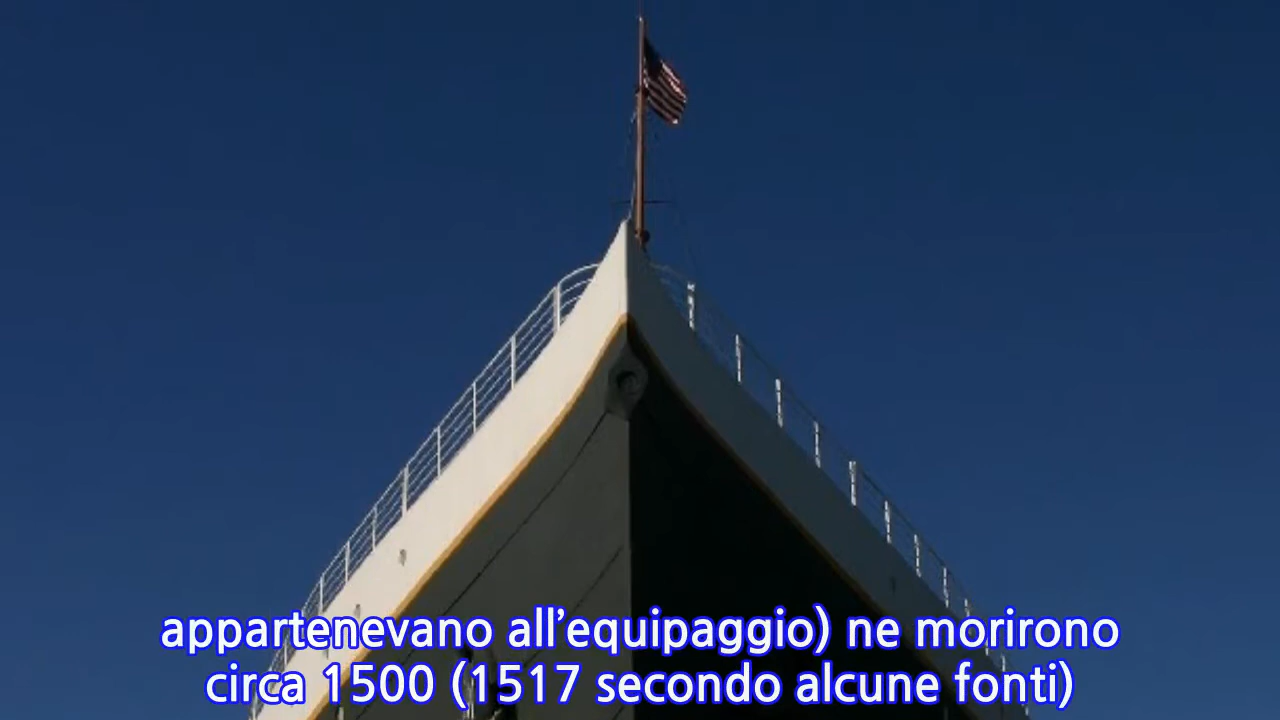 appartenevano all’equipaggio) ne morirono
circa 1500 (1517 secondo alcune fonti)